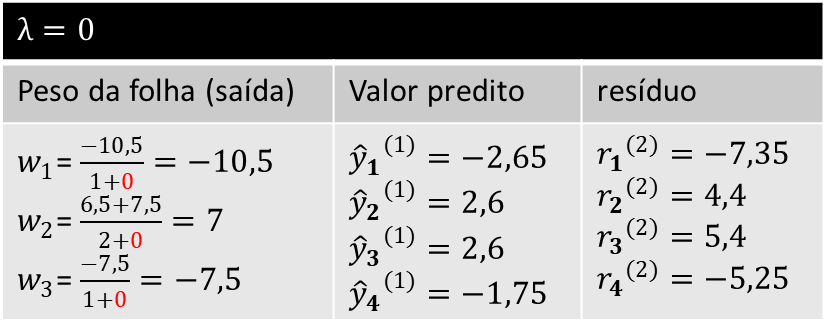 λ = 0
Peso da folha (saída) Valor predito resíduo
w₁= (−10,5)/(1+0) = −10,5
w₂= (6,5+7,5)/(2+0) = 7
w₃= (−7,5)/(1+0) = −7,5
ŷ₁⁽¹⁾ = −2,65
ŷ₂⁽¹⁾ = 2,6
ŷ₃⁽¹⁾ = 2,6
ŷ₄⁽¹⁾ = −1,75
r₁⁽²⁾ = −7,35
r₂⁽²⁾ = 4,4
r₃⁽²⁾ = 5,4
r₄⁽²⁾ = −5,25